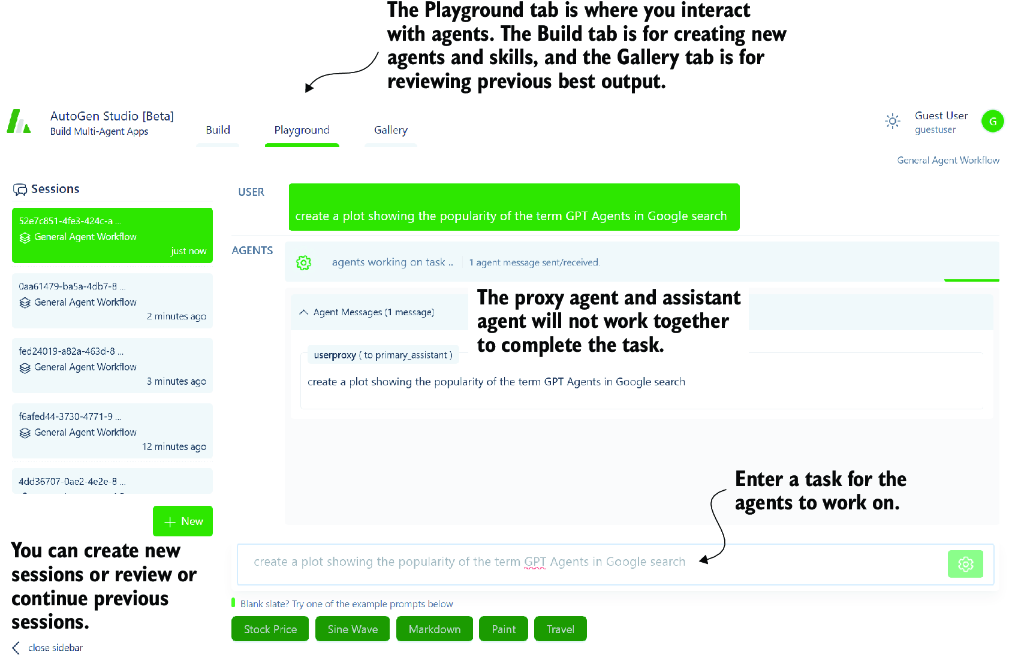 The Playground tab is where you interact
with agents. The Build tab is for creating new
agents and skills, and the Gallery tab is for
reviewing previous best output.
AutoGen Studio [Beta]
Build Multi-Agent Apps
Build
Playground
Gallery
Guest User
guestuser
G
General Agent Workflow
Sessions
52e7c851-4fe3-424c-a ...
General Agent Workflow
just now
0aa61479-ba5a-4db7-8 ...
General Agent Workflow
2 minutes ago
fed24019-a82a-463d-8 ...
General Agent Workflow
3 minutes ago
f6afed44-3730-4771-9 ...
General Agent Workflow
12 minutes ago
4dd36707-0ae2-4e2e-8 ...
+ New
You can create new
sessions or review or
continue previous
sessions.
close sidebar
USER
create a plot showing the popularity of the term GPT Agents in Google search
AGENTS
agents working on task ..
1 agent message sent/received.
Agent Messages (1 message)
The proxy agent and assistant
agent will not work together
to complete the task.
userproxy ( to primary_assistant )
create a plot showing the popularity of the term GPT Agents in Google search
Enter a task for the
agents to work on.
create a plot showing the popularity of the term GPT Agents in Google search
Blank slate? Try one of the example prompts below
Stock Price
Sine Wave
Markdown
Paint
Travel